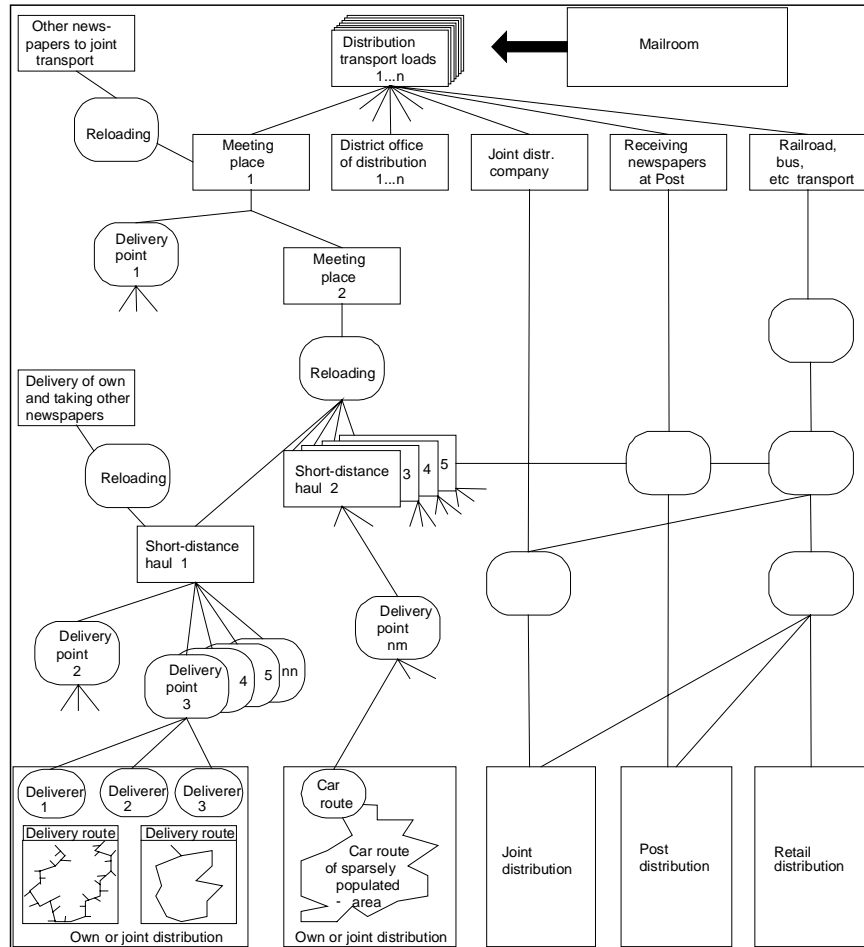 Other news-
papers to joint
transport
Distribution
transport loads
1...n
Mailroom
Reloading
Meeting
place
1
District office
of distribution
1...n
Joint distr.
company
Receiving
newspapers
at Post
Railroad,
bus,
etc transport
Delivery
point
1
Meeting
place
2
Reloading
Delivery of own
and taking other
newspapers
Reloading
Short-distance
haul 2
3
4
5
Short-distance
haul 1
Delivery
point
2
Delivery
point
3
4
5
nn
Delivery
point
nm
Deliverer
1
Deliverer
2
Deliverer
3
Delivery route
Delivery route
Own or joint distribution
Car
route
Car route
of sparsely
populated
- area
Own or joint distribution
Joint
distribution
Post
distribution
Retail
distribution